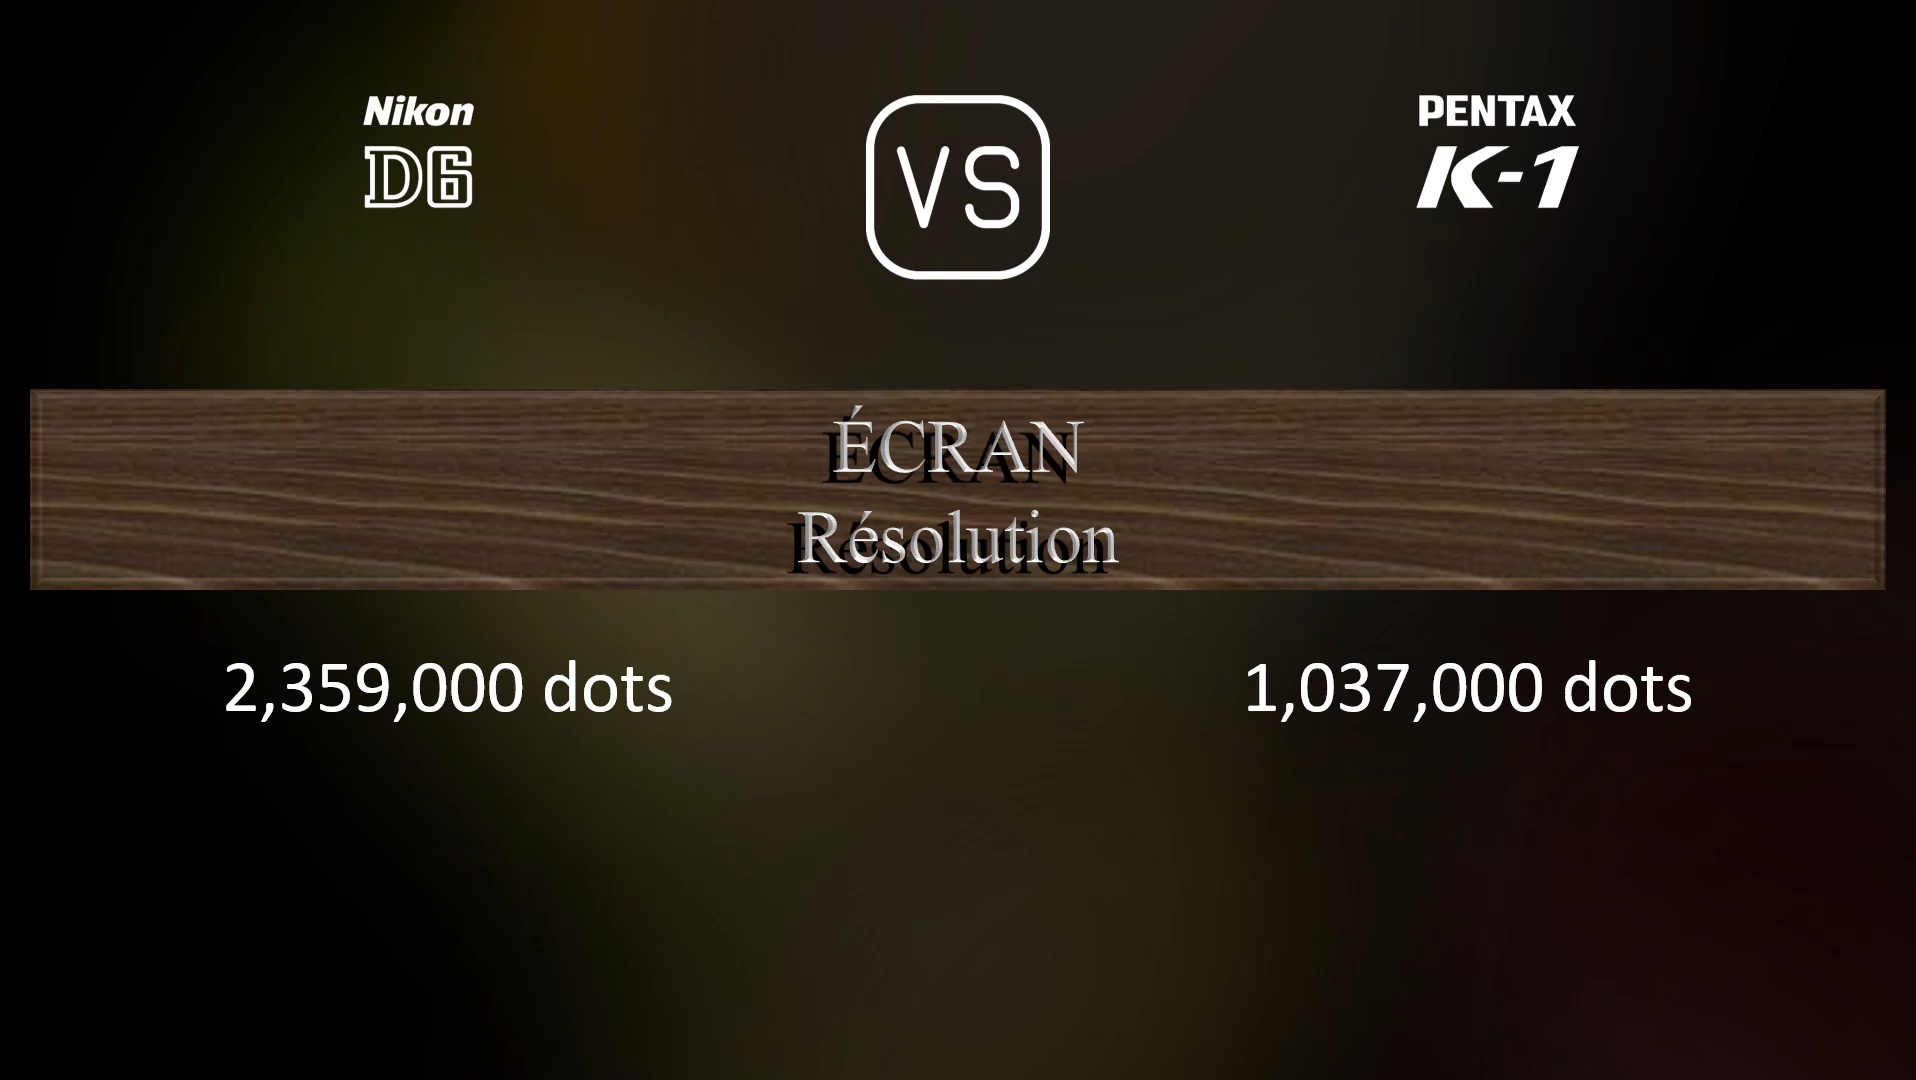 Nikon
D6
VS
PENTAX
K-1
ÉCRAN
Résolution
2,359,000 dots
1,037,000 dots